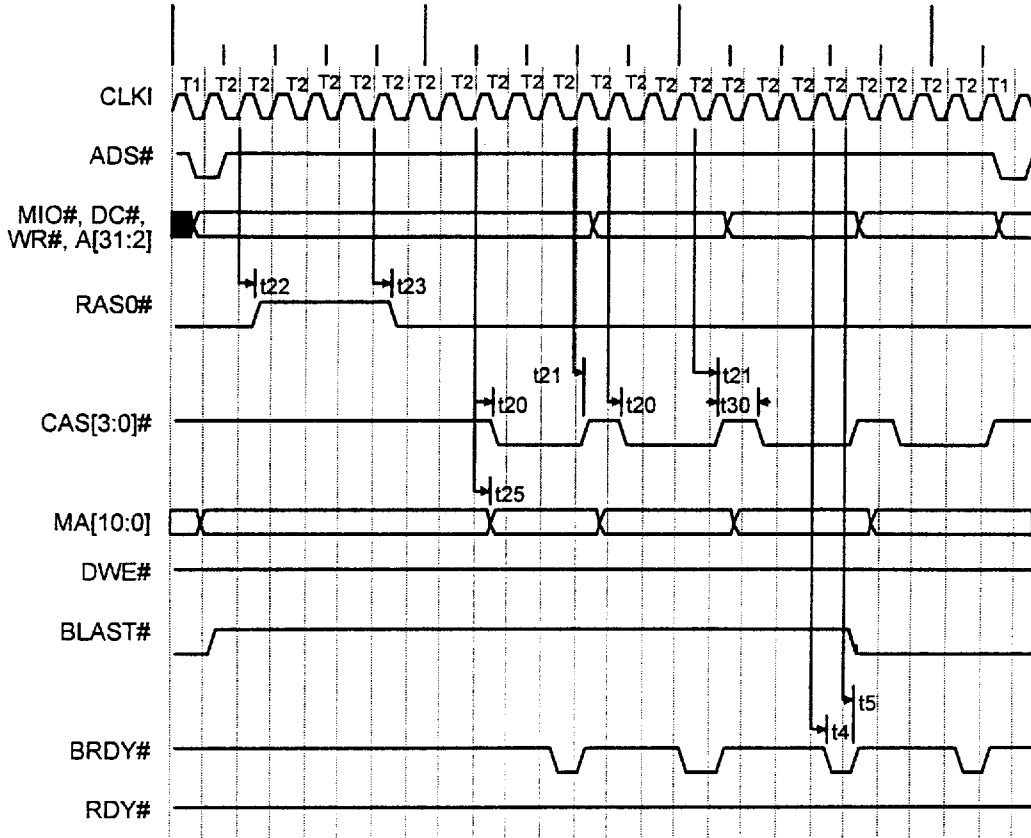 T1 T2 T2 T2 T2 T2 T2 T2 T2 T2 T2 T2 T2 T2 T2 T2 T2 T2 T2 T2 T2 T2 T2 T2 T1
CLKI
ADS#
MIO#, DC#,
WR#, A[31:2]
t22 t23
RAS0#
t21 t21
t20 t20 t30
CAS[3:0]#
t25
MA[10:0]
DWE#
BLAST#
t5
t4
BRDY#
RDY#